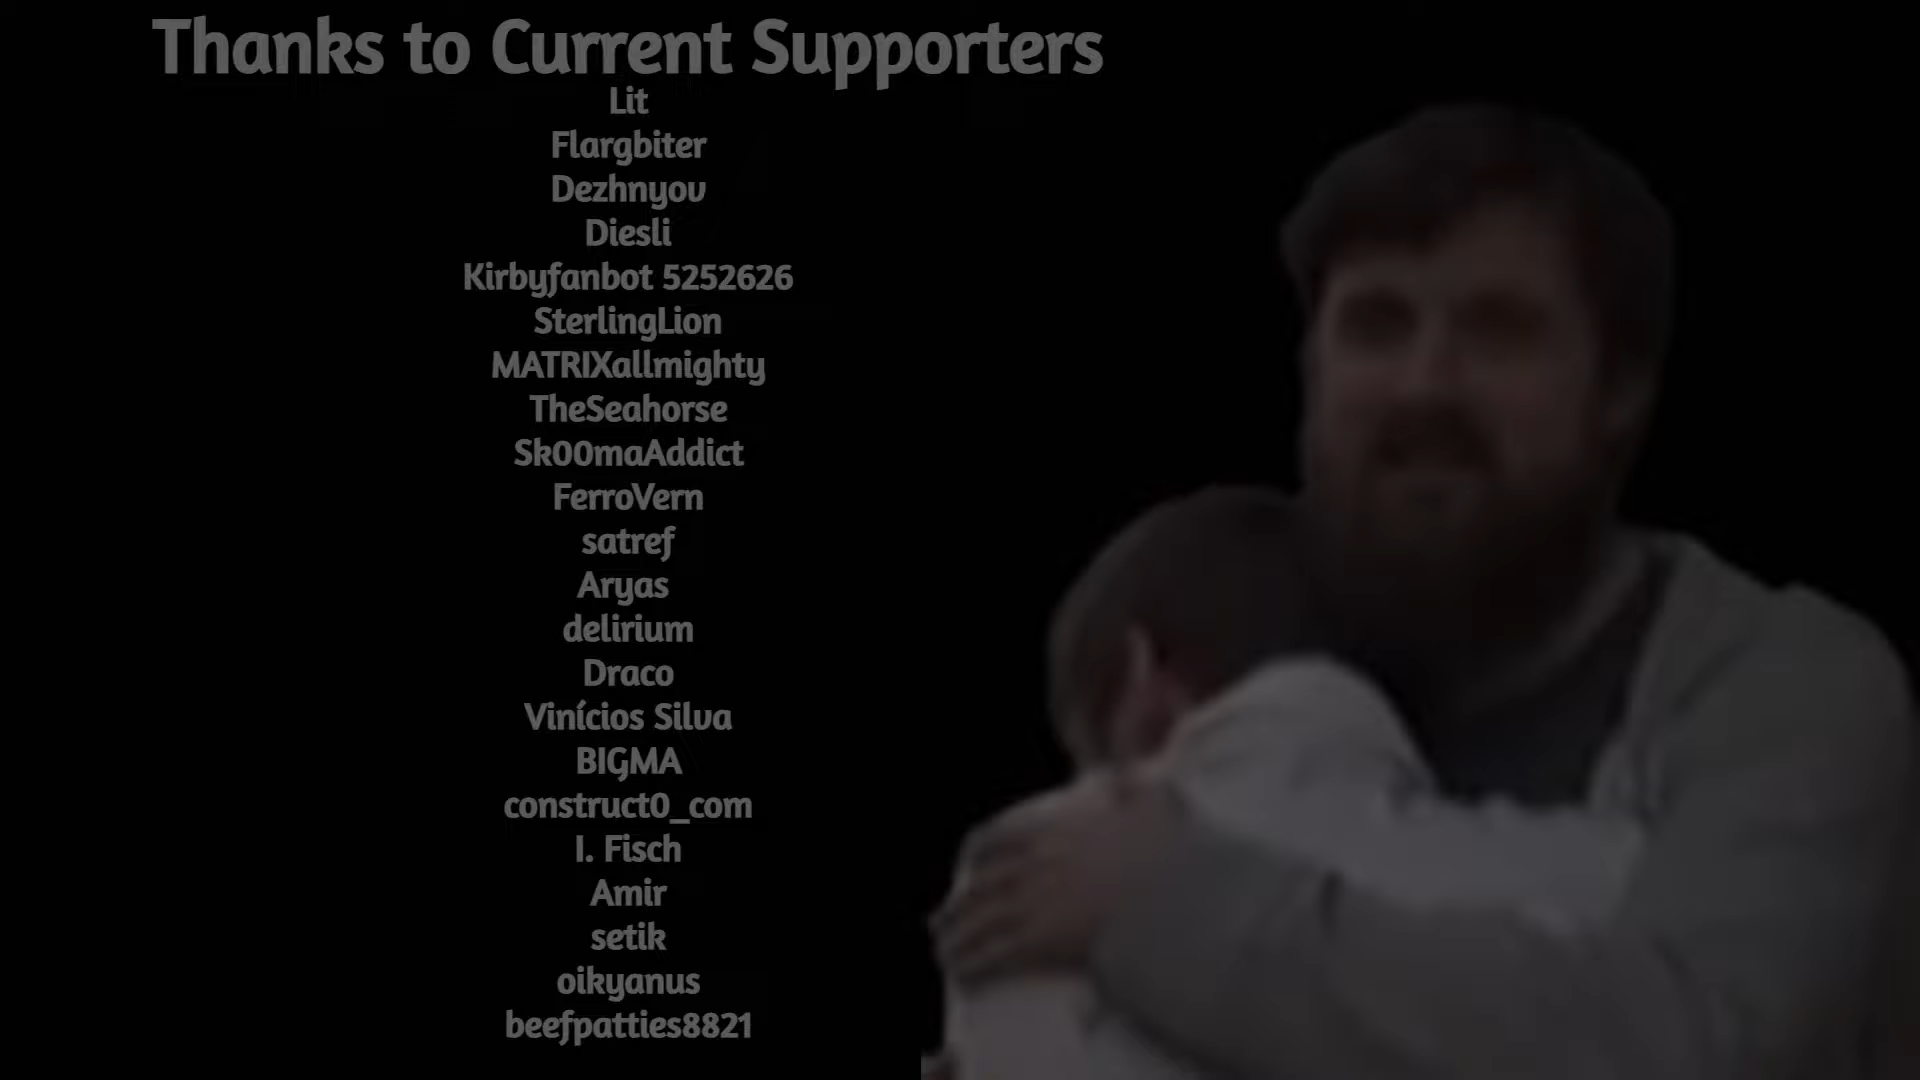 Thanks to Current Supporters
Lit
Flargbiter
Dezhnyov
Diesli
Kirbyfanbot 5252626
SterlingLion
MATRIXallmighty
TheSeahorse
Sk00maAddict
FerroVern
satref
Aryas
delirium
Draco
Vinícios Silva
BIGMA
construct0_com
I. Fisch
Amir
setik
oikyanus
beefpatties8821